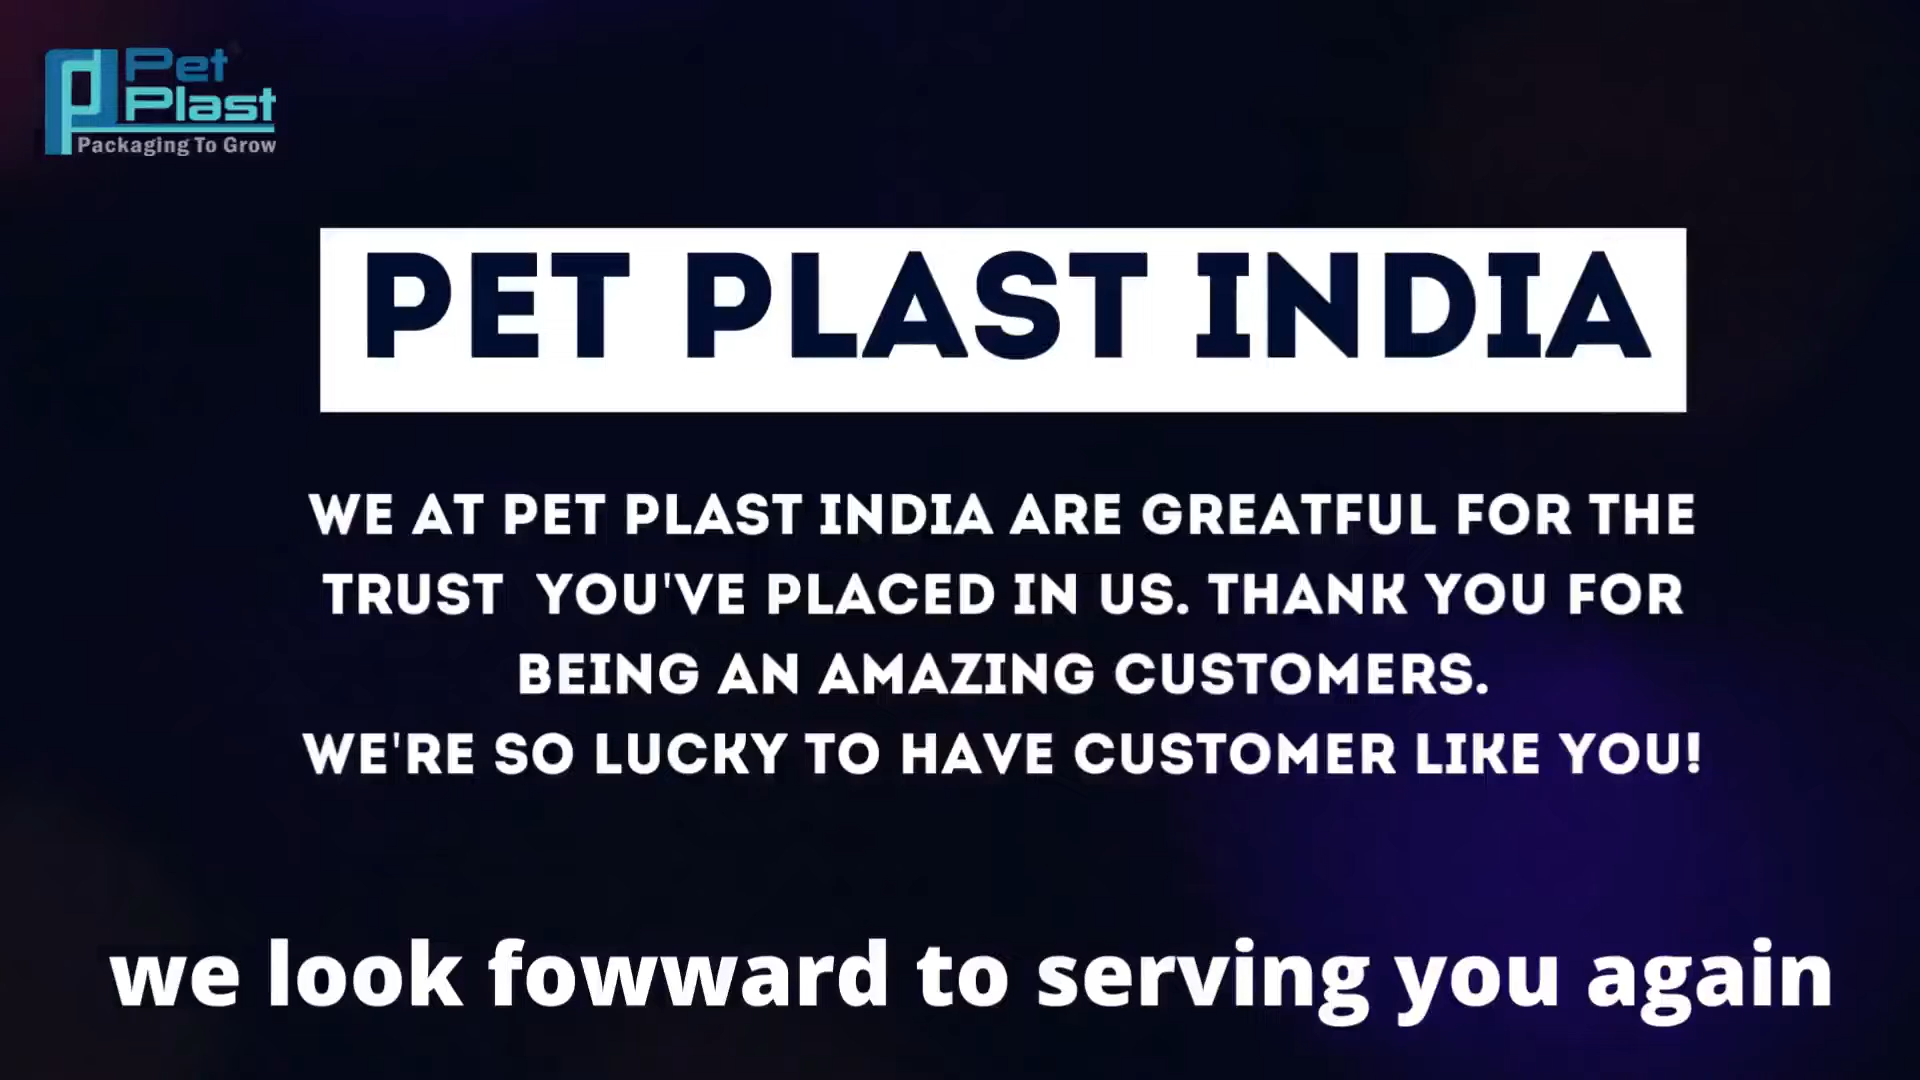 Pet
Plast
Packaging To Grow
PET PLAST INDIA
WE AT PET PLAST INDIA ARE GREATFUL FOR THE
TRUST YOU'VE PLACED IN US. THANK YOU FOR
BEING AN AMAZING CUSTOMERS.
WE'RE SO LUCKY TO HAVE CUSTOMER LIKE YOU!
we look fowward to serving you again